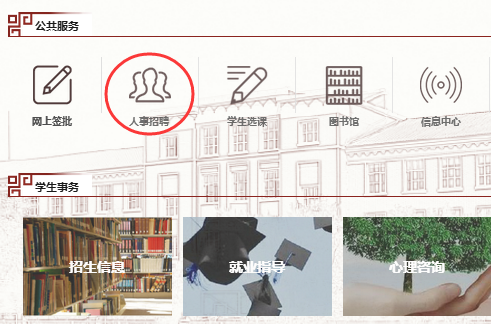 公共服务
网上签批
人事招聘
学生选课
图书馆
信息中心
学生事务
招生信息
就业指导
心理咨询